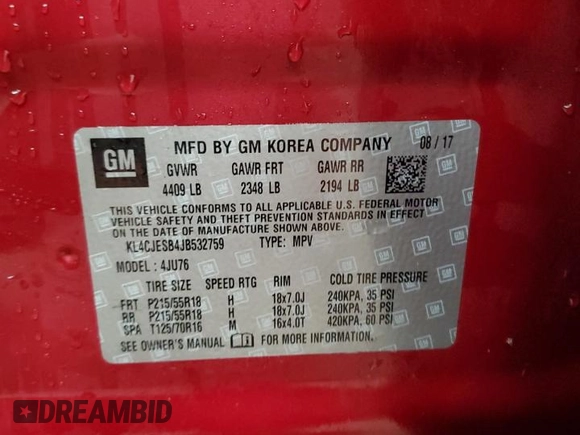 GM
MFD BY GM KOREA COMPANY 08/17
GVWR GAWR FRT GAWR RR
4409 LB 2348 LB 2194 LB
THIS VEHICLE CONFORMS TO ALL APPLICABLE U.S. FEDERAL MOTOR
VEHICLE SAFETY AND THEFT PREVENTION STANDARDS IN EFFECT
ON THE DATE OF MANUFACTURE SHOWN ABOVE.
KL4CJESB4JB532759 TYPE: MPV
MODEL: 4JU76
TIRE SIZE SPEED RTG RIM COLD TIRE PRESSURE
FRT P215/55R18 H 18x7.0J 240KPA, 35 PSI
RR P215/55R18 H 18x7.0J 240KPA, 35 PSI
SPA T125/70R16 M 16x4.0T 420KPA, 60 PSI
SEE OWNER'S MANUAL FOR MORE INFORMATION.
DREAMBID